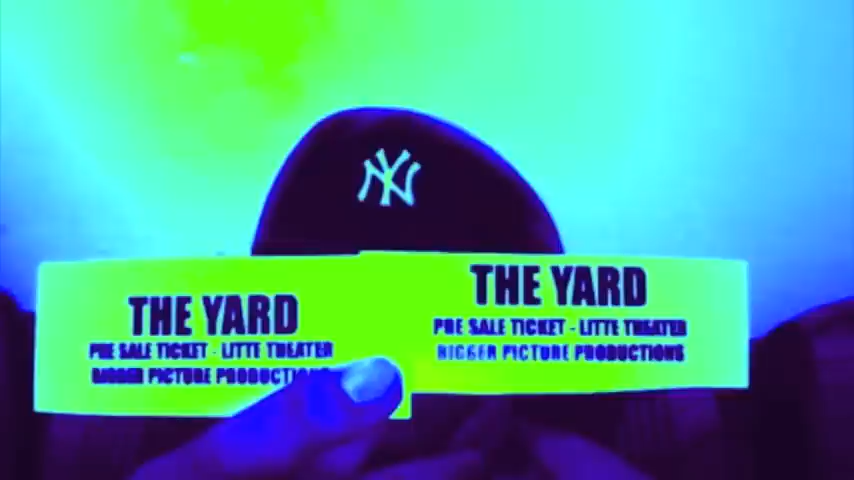 NY
THE YARD
PRE SALE TICKET - LITTE THEATER
BIGGER PICTURE PRODUCTIONS
THE YARD
PRE SALE TICKET - LITTE THEATER
BIGGER PICTURE PRODUCTIONS